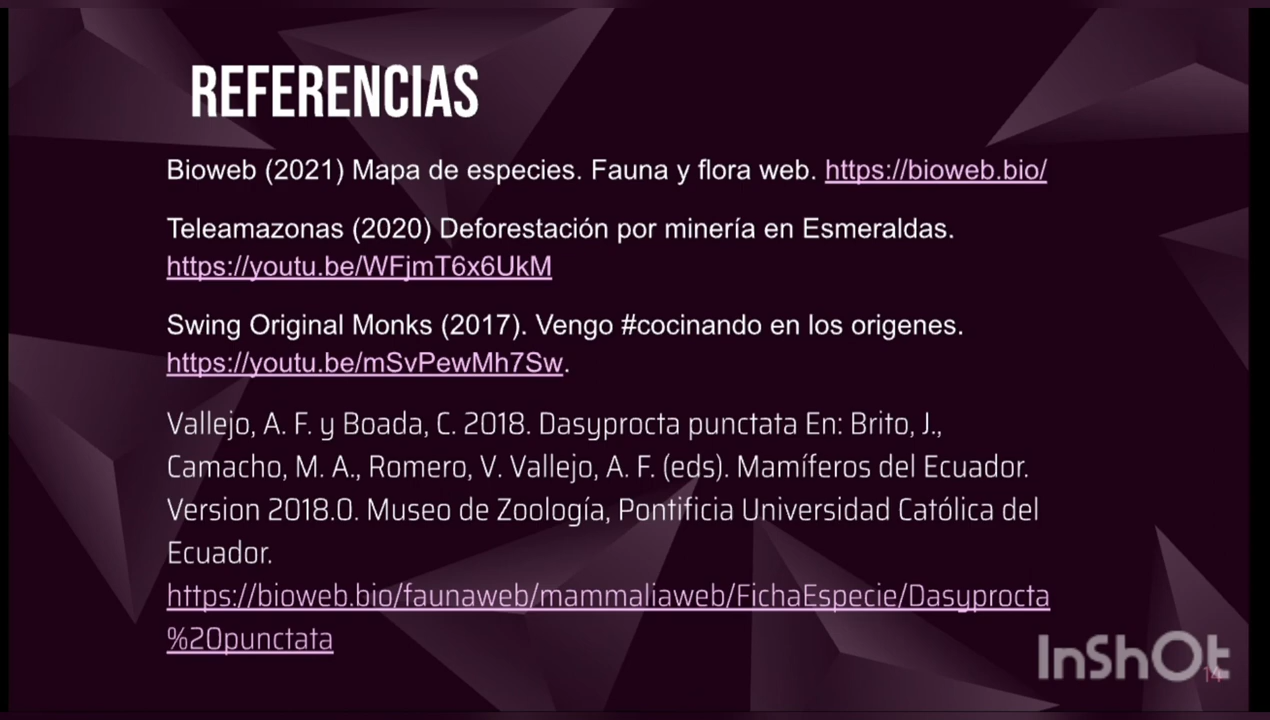 REFERENCIAS
Bioweb (2021) Mapa de especies. Fauna y flora web. https://bioweb.bio/
Teleamazonas (2020) Deforestación por minería en Esmeraldas.
https://youtu.be/WFjmT6x6UkM
Swing Original Monks (2017). Vengo #cocinando en los origenes.
https://youtu.be/mSvPewMh7Sw.
Vallejo, A. F. y Boada, C. 2018. Dasyprocta punctata En: Brito, J.,
Camacho, M. A., Romero, V. Vallejo, A. F. (eds). Mamíferos del Ecuador.
Version 2018.0. Museo de Zoología, Pontificia Universidad Católica del
Ecuador.
https://bioweb.bio/faunaweb/mammaliaweb/FichaEspecie/Dasyprocta
%20punctata
InShOt
14